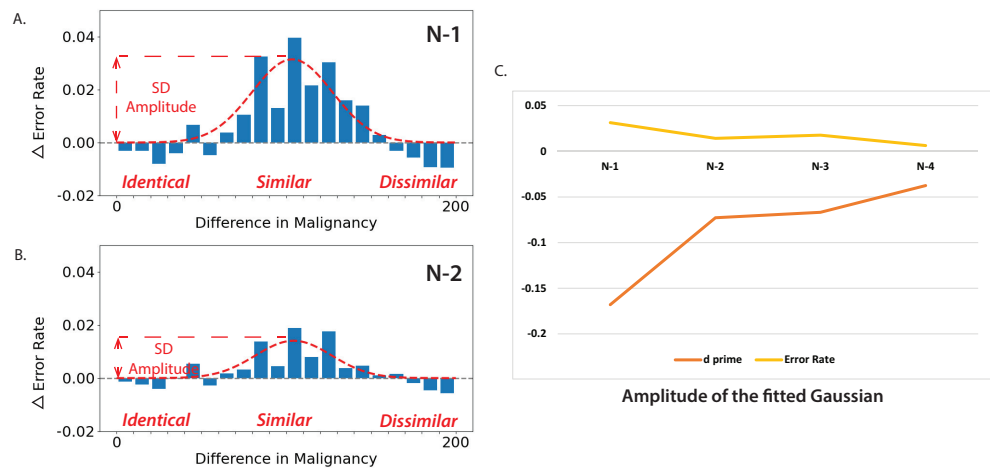 A.
N-1
0.04
0.02
0.00
-0.02
△ Error Rate
SD
Amplitude
Identical
Similar
Dissimilar
0
200
Difference in Malignancy
B.
N-2
0.04
0.02
0.00
-0.02
△ Error Rate
SD
Amplitude
Identical
Similar
Dissimilar
0
200
Difference in Malignancy
C.
0.05
0
-0.05
-0.1
-0.15
-0.2
N-1
N-2
N-3
N-4
d prime
Error Rate
Amplitude of the fitted Gaussian